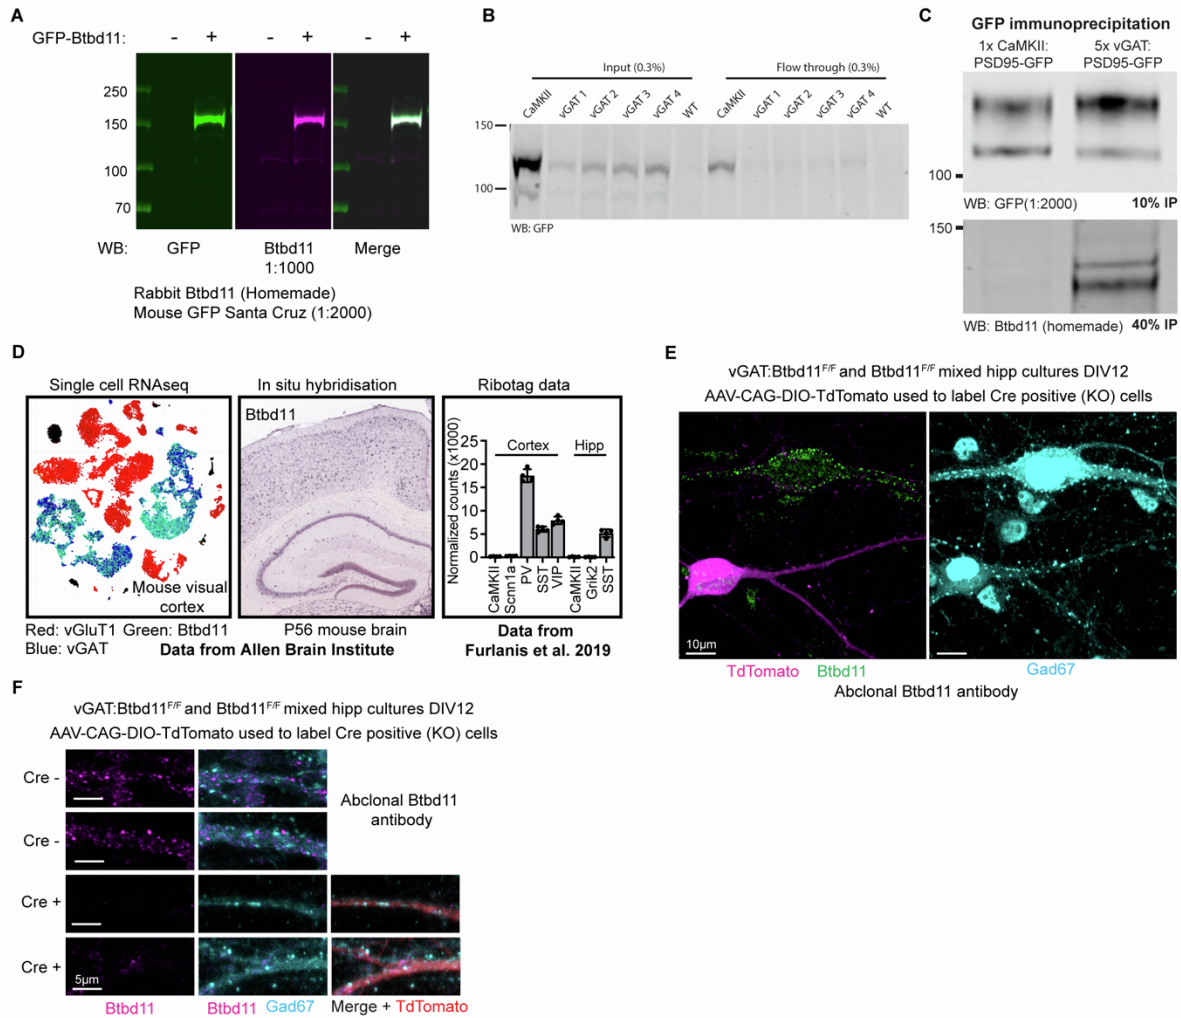 A
GFP-Btbd11: - + - + - +
250
150
100
70
WB: GFP Btbd11 Merge
1:1000
Rabbit Btbd11 (Homemade)
Mouse GFP Santa Cruz (1:2000)
B
Input (0.3%) Flow through (0.3%)
CaMKII vGAT 1 vGAT 2 vGAT 3 vGAT 4 WT CaMKII vGAT 1 vGAT 2 vGAT 3 vGAT 4 WT
150
100
WB: GFP
C
GFP immunoprecipitation
1x CaMKII: 5x vGAT:
PSD95-GFP PSD95-GFP
100
WB: GFP(1:2000) 10% IP
150
WB: Btbd11 (homemade) 40% IP
D
Single cell RNAseq In situ hybridisation Ribotag data
Mouse visual
cortex
Red: vGluT1 Green: Btbd11
Blue: vGAT
Btbd11
P56 mouse brain
Data from Allen Brain Institute
Normalized counts (x1000)
25
20
15
10
5
0
Cortex Hipp
CaMKII Scnn1a PV SST VIP CaMKII Grik2 SST
Data from
Furlanis et al. 2019
E
vGAT:Btbd11F/F and Btbd11F/F mixed hipp cultures DIV12
AAV-CAG-DIO-TdTomato used to label Cre positive (KO) cells
10µm
TdTomato Btbd11 Gad67
Abclonal Btbd11 antibody
F
vGAT:Btbd11F/F and Btbd11F/F mixed hipp cultures DIV12
AAV-CAG-DIO-TdTomato used to label Cre positive (KO) cells
Cre -
Cre -
Abclonal Btbd11
antibody
Cre +
Cre +
5µm
Btbd11 Btbd11 Gad67 Merge + TdTomato